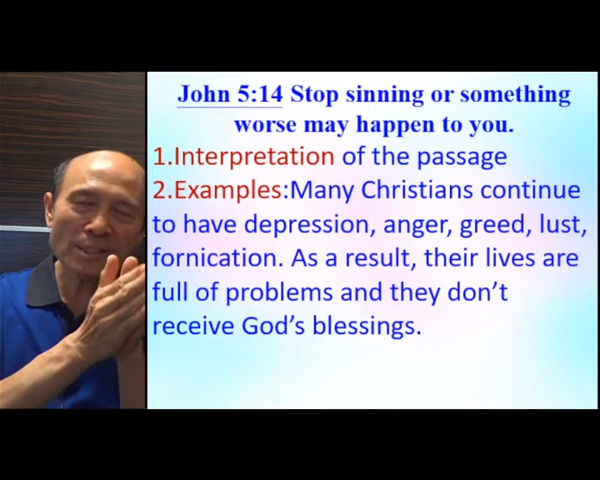 John 5:14 Stop sinning or something
worse may happen to you.
1.Interpretation of the passage
2.Examples:Many Christians continue
to have depression, anger, greed, lust,
fornication. As a result, their lives are
full of problems and they don’t
receive God’s blessings.